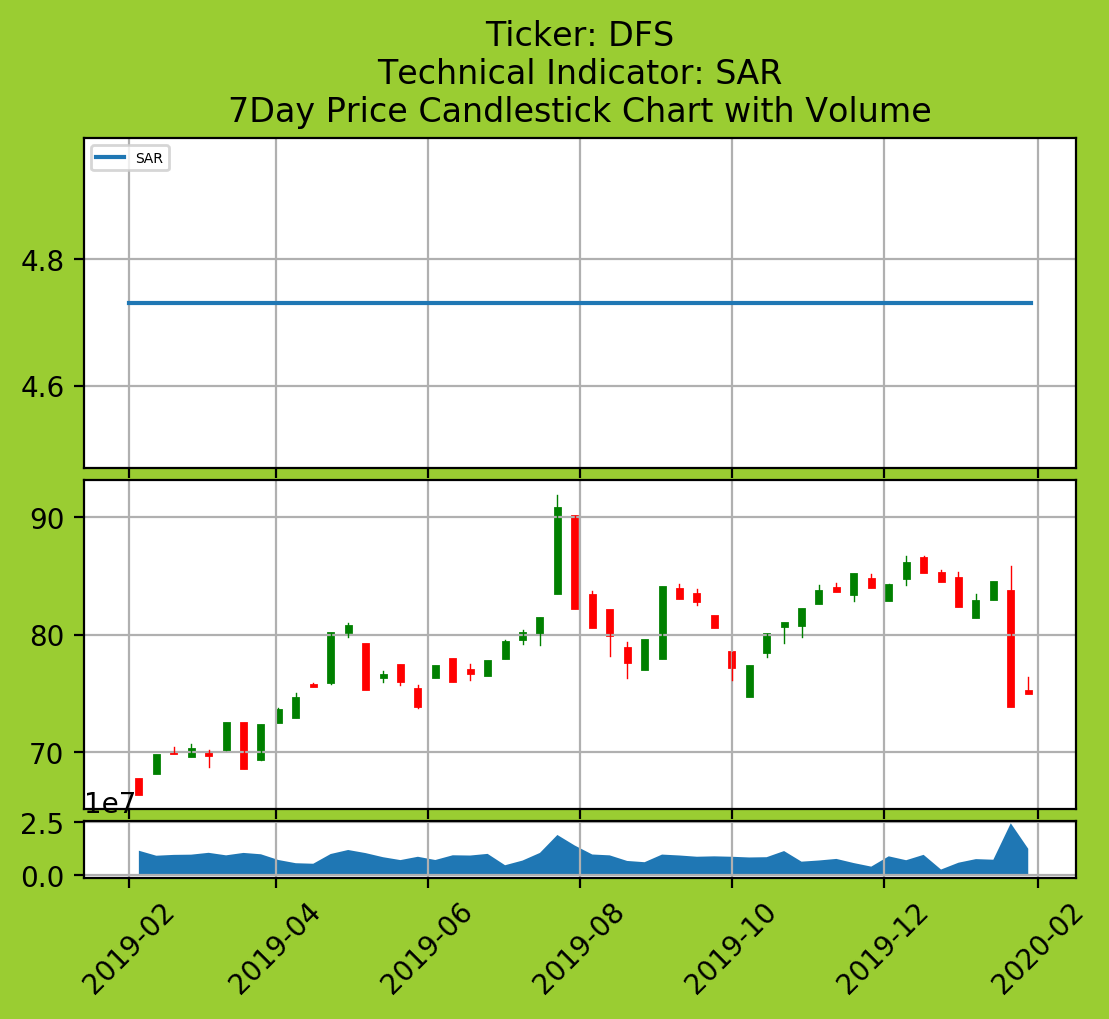 Ticker: DFS
Technical Indicator: SAR
7Day Price Candlestick Chart with Volume
SAR
4.8
4.6
90
80
70
1e7
2.5
0.0
2019-02
2019-04
2019-06
2019-08
2019-10
2019-12
2020-02